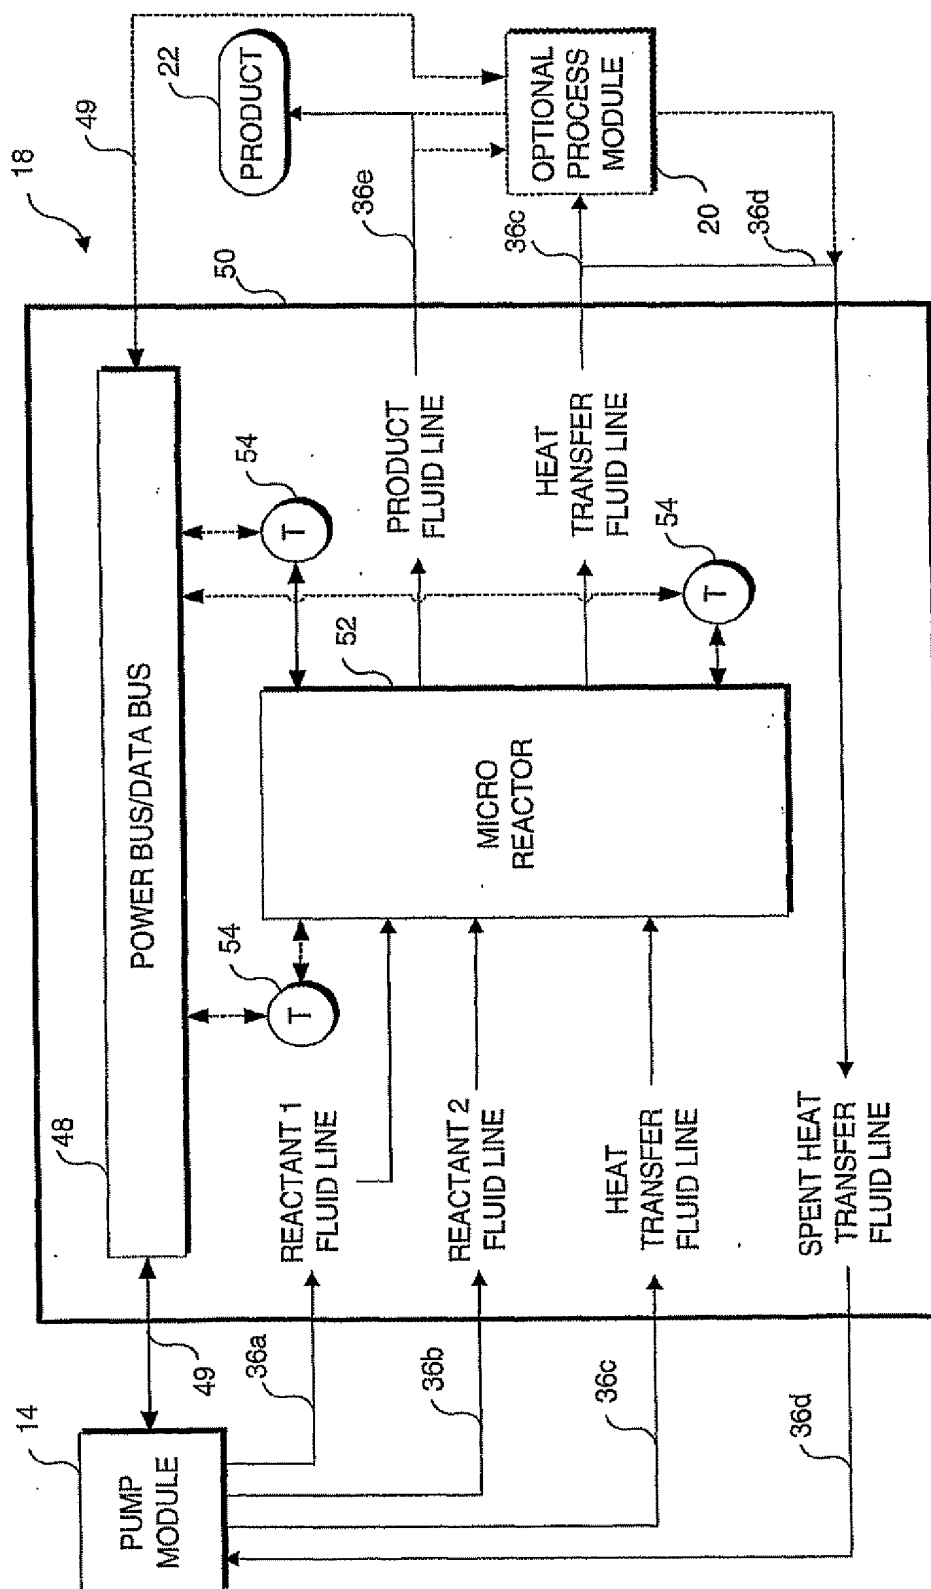 18
49
49
22
PRODUCT
OPTIONAL
PROCESS
MODULE
20
36e
36c
36d
50
48
POWER BUS/DATA BUS
54
T
54
T
54
T
52
MICRO
REACTOR
PRODUCT
FLUID LINE
HEAT
TRANSFER
FLUID LINE
REACTANT 1
FLUID LINE
REACTANT 2
FLUID LINE
HEAT
TRANSFER
FLUID LINE
SPENT HEAT
TRANSFER
FLUID LINE
14
PUMP
MODULE
36a
36b
36c
36d